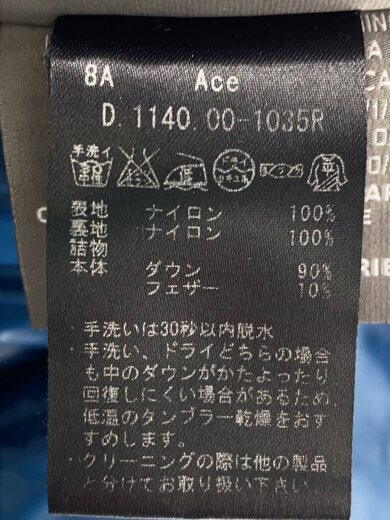 8A Ace
D.1140.00-1035R
手洗イ
ドライ
表地 ナイロン 100%
裏地 ナイロン 100%
詰物
本体 ダウン 90%
フェザー 10%
・手洗いは30秒以内脱水
・手洗い、ドライどちらの場合
も中のダウンがかたよったり
回復しにくい場合があるため
低温のタンブラー乾燥をおす
すめします。
・クリーニングの際は他の製品
と分けてお取り扱い下さい。